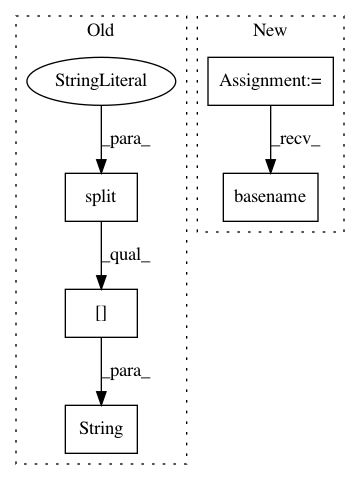 Old
New
StringLiteral
Assignment:=
_para_
_recv_
split
basename
_qual_
[]
_para_
String